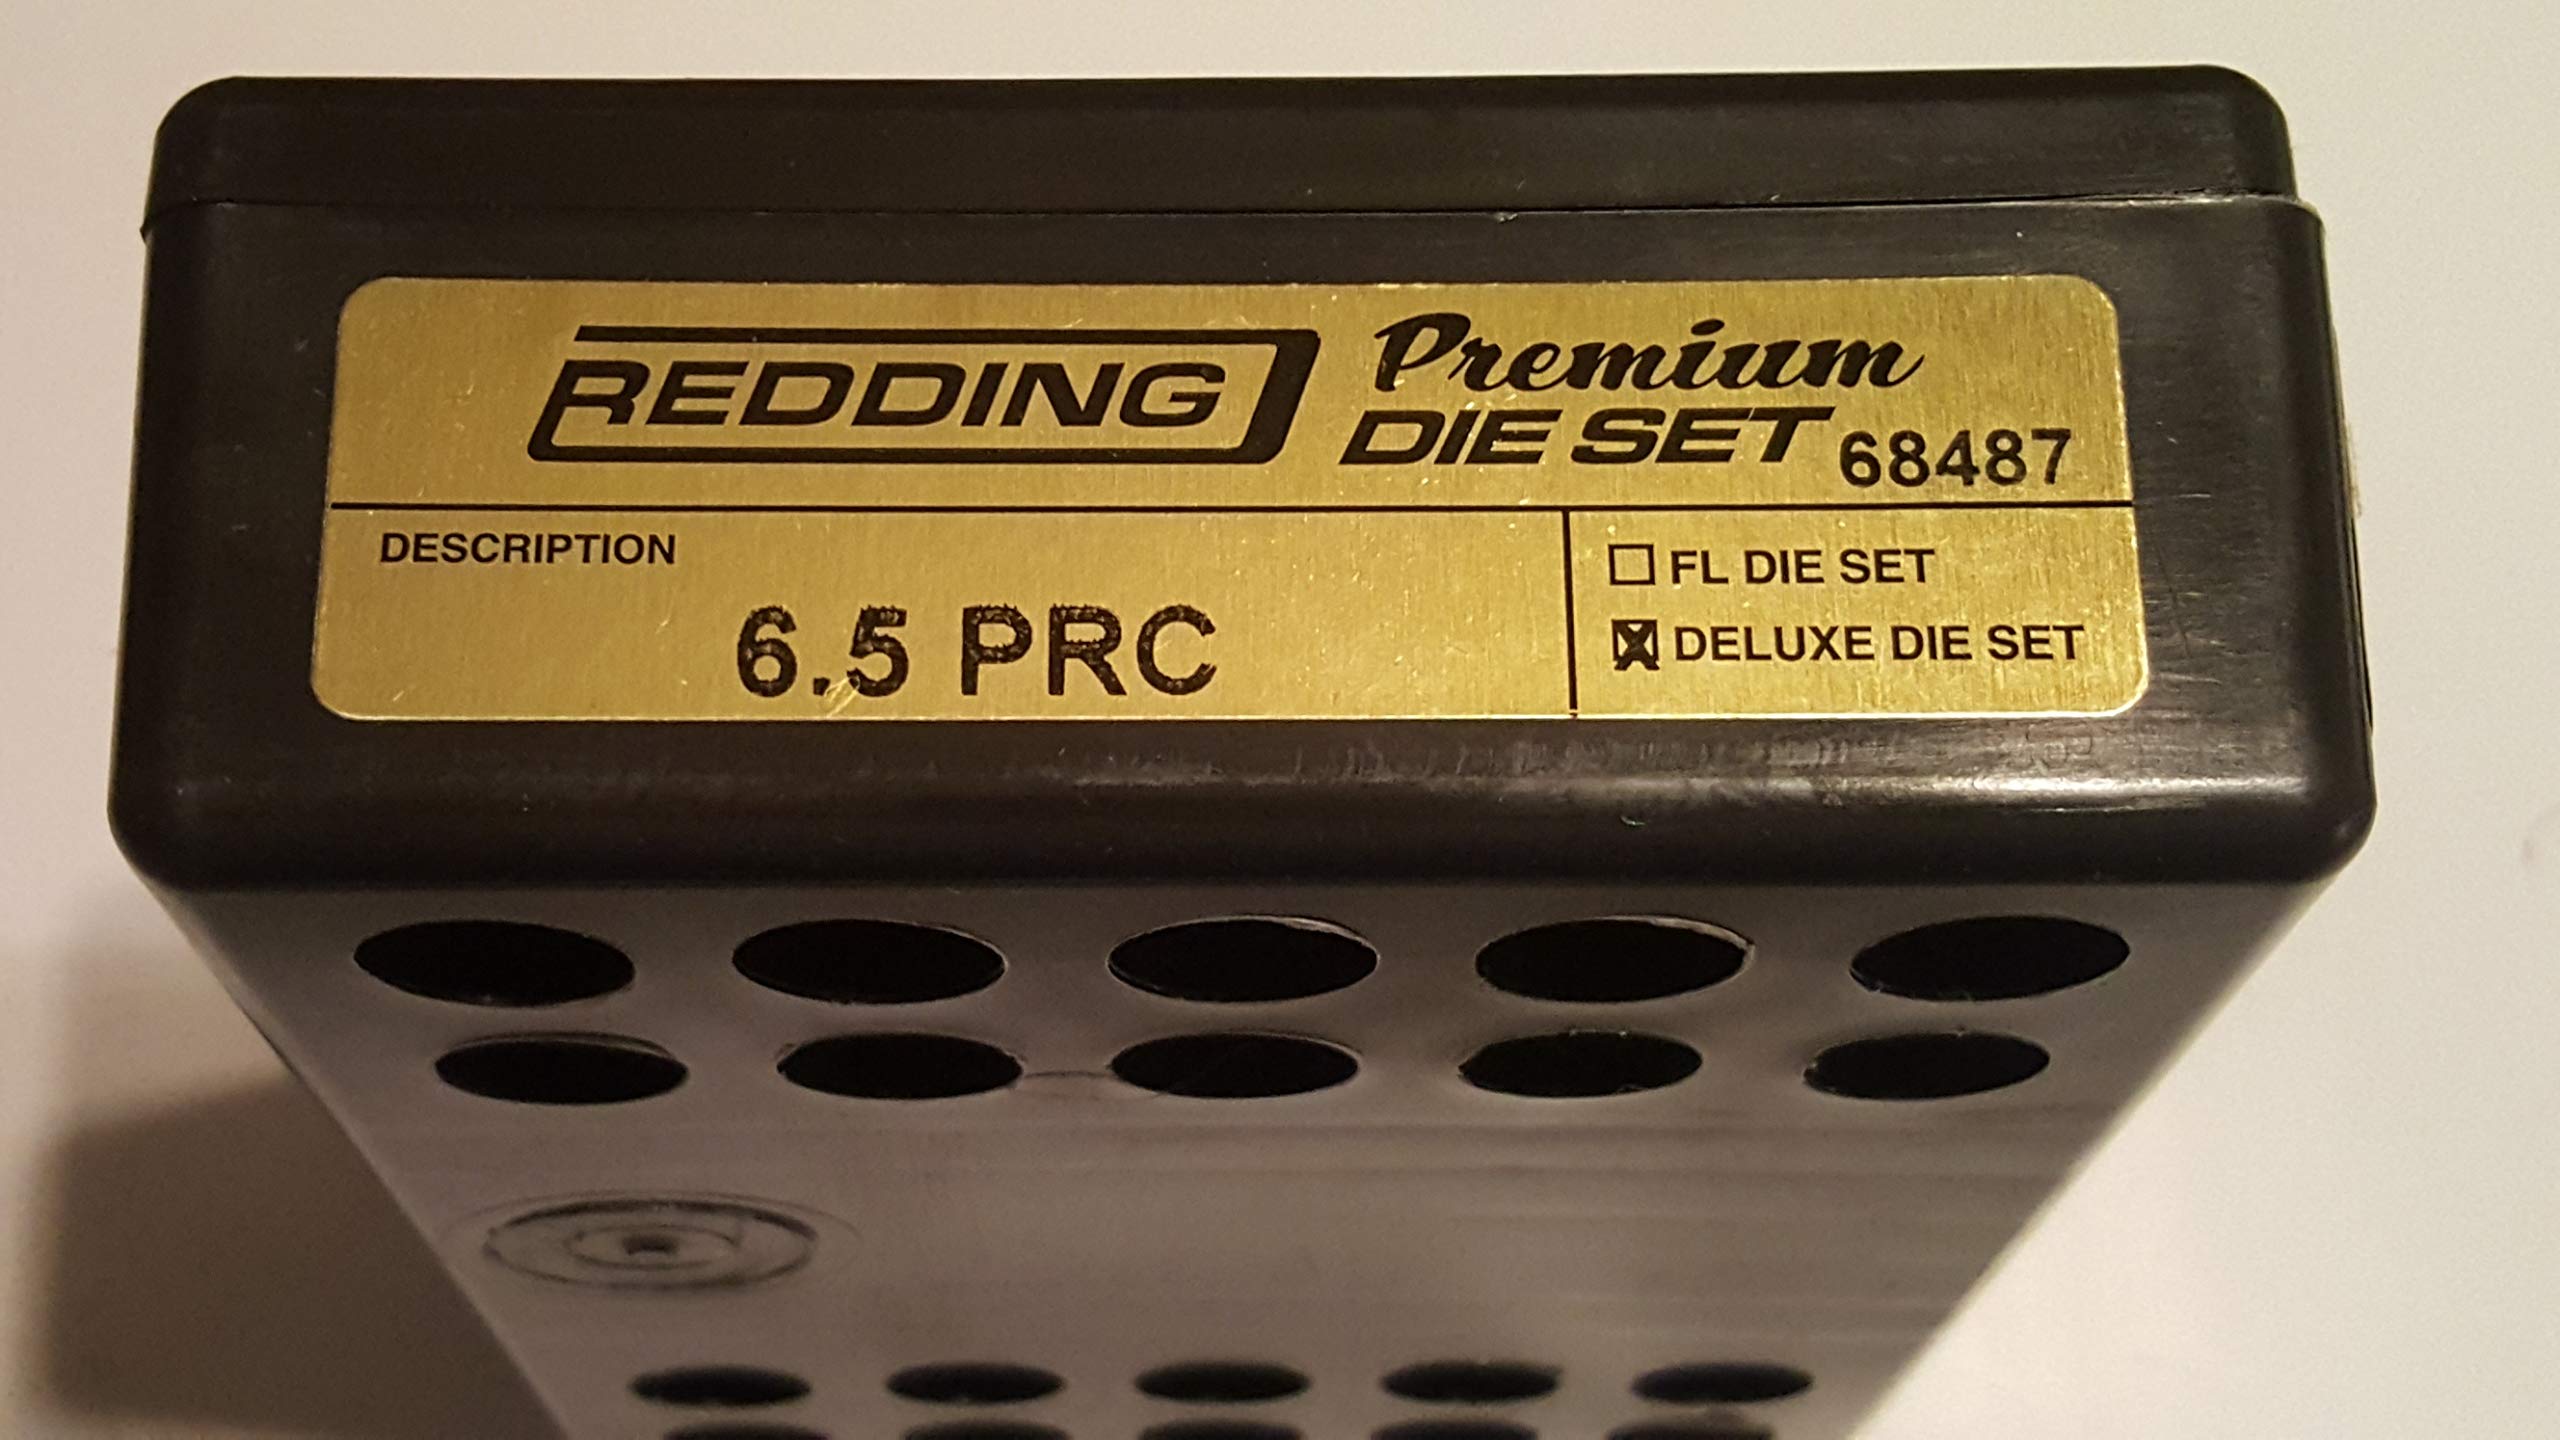 REDDING Premium
DIE SET 68487
DESCRIPTION
6.5 PRC
FL DIE SET
DELUXE DIE SET